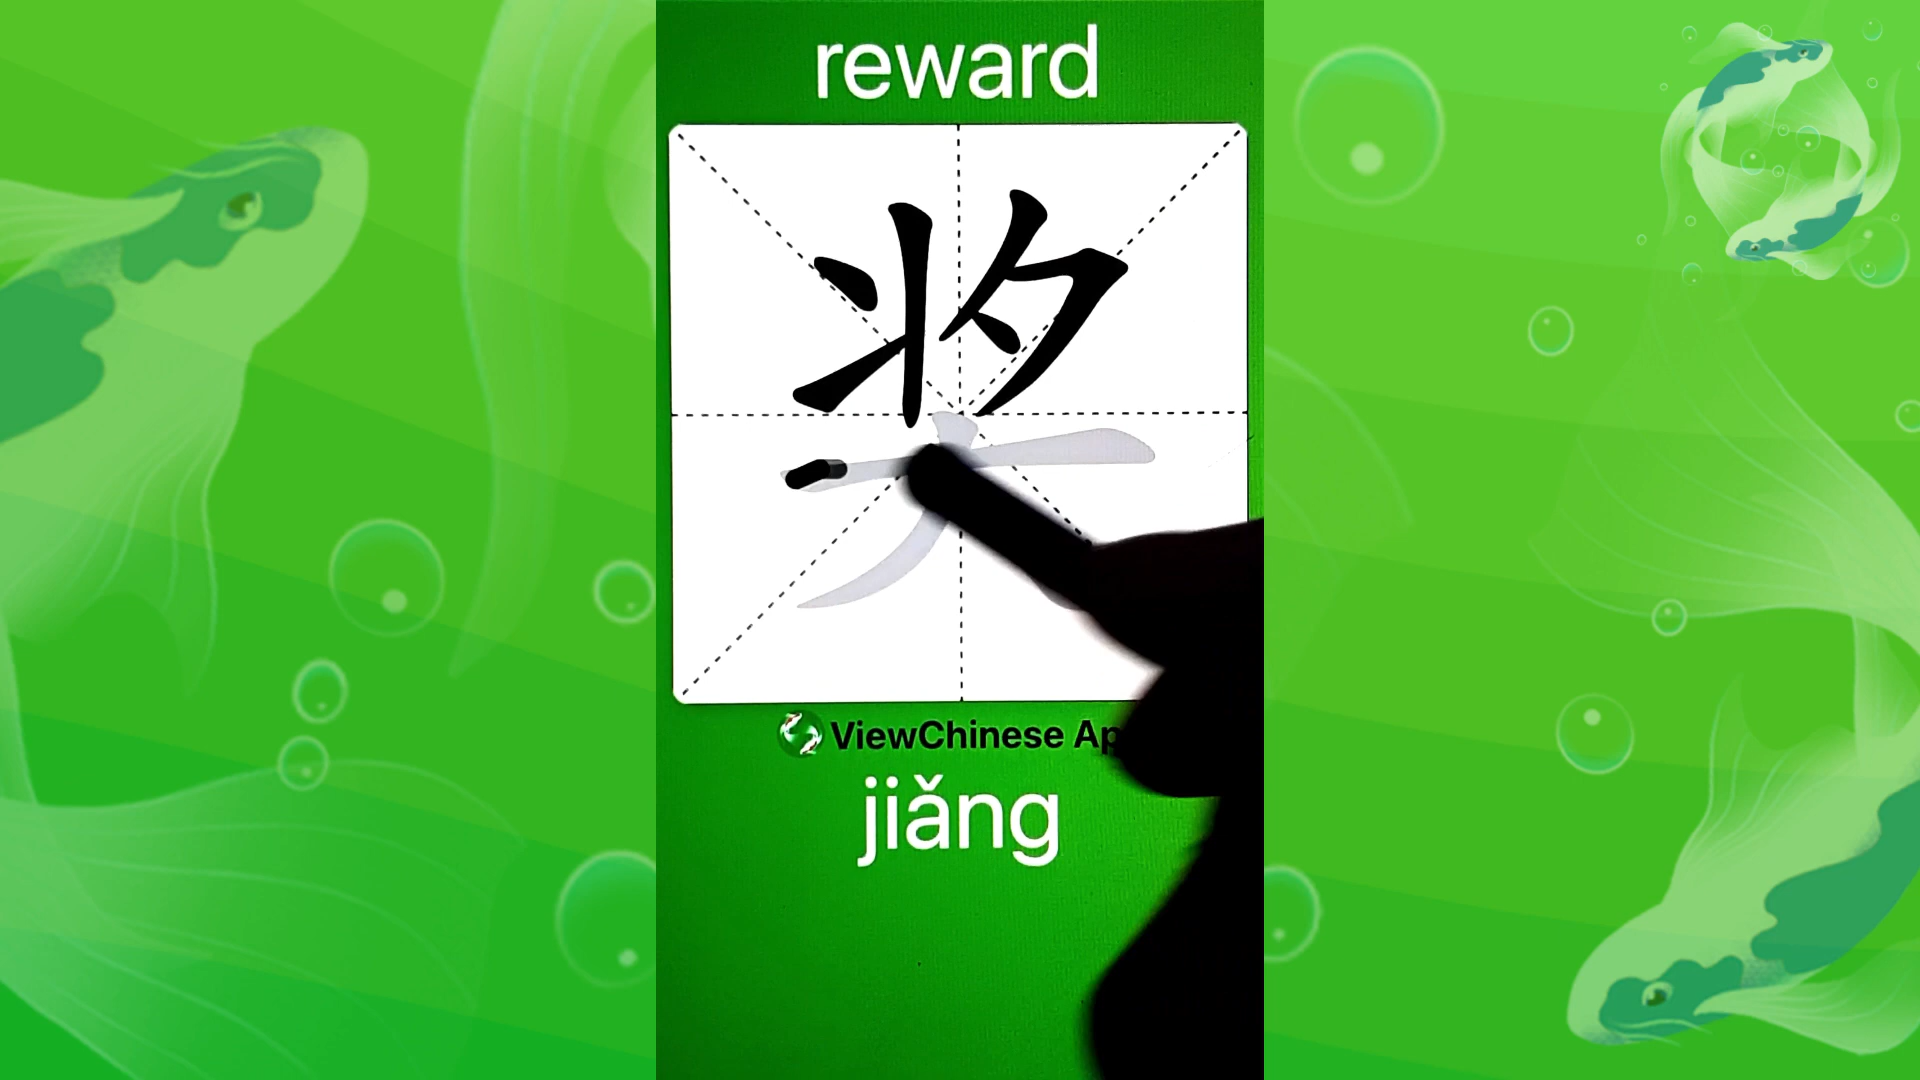 reward
奖
ViewChinese Ap
jiǎng